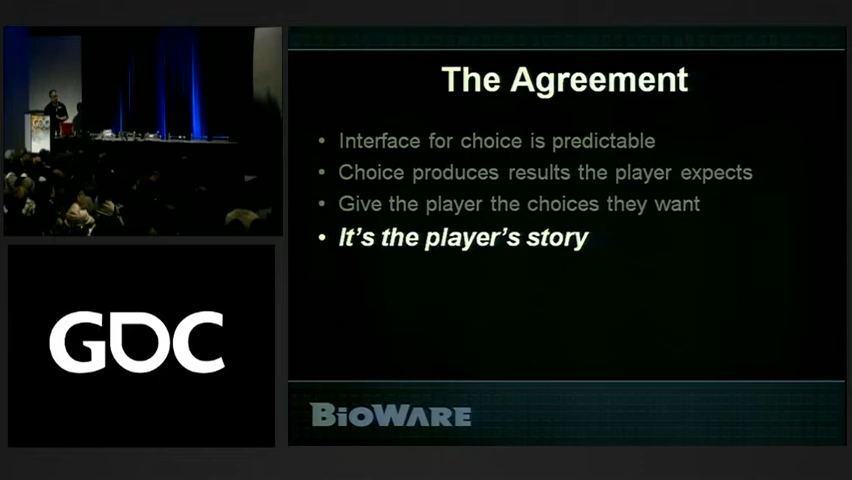 The Agreement
• Interface for choice is predictable
• Choice produces results the player expects
• Give the player the choices they want
• It's the player's story
GDC
BIOWARE